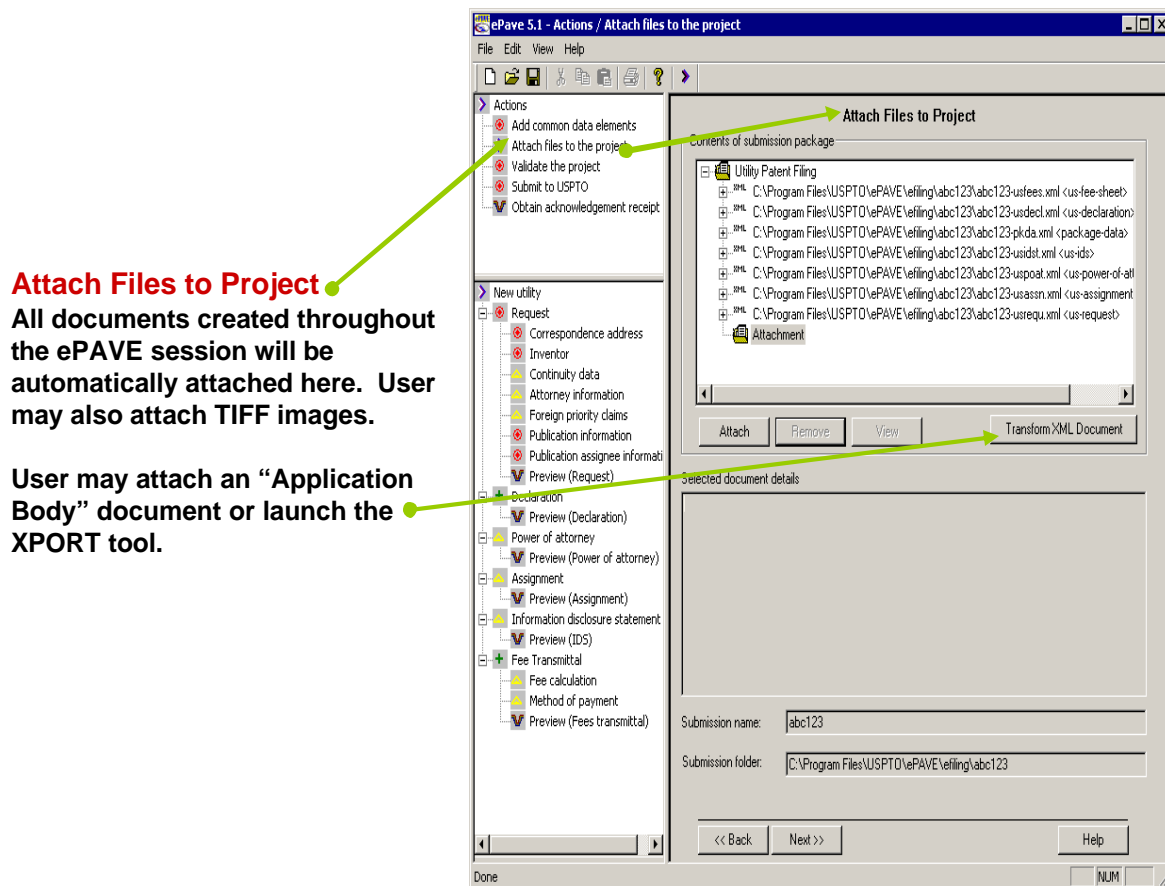 Attach Files to Project
All documents created throughout
the ePAVE session will be
automatically attached here. User
may also attach TIFF images.
User may attach an “Application
Body” document or launch the
XPORT tool.
ePave 5.1 - Actions / Attach files to the project
File Edit View Help
Actions
Add common data elements
Attach files to the project
Validate the project
Submit to USPTO
Obtain acknowledgement receipt
New utility
Request
Correspondence address
Inventor
Continuity data
Attorney information
Foreign priority claims
Publication information
Publication assignee informati
Preview (Request)
Declaration
Preview (Declaration)
Power of attorney
Preview (Power of attorney)
Assignment
Preview (Assignment)
Information disclosure statement
Preview (IDS)
Fee Transmittal
Fee calculation
Method of payment
Preview (Fees transmittal)
Attach Files to Project
Contents of submission package
Utility Patent Filing
XML C:\Program Files\USPTO\ePAVE\efiling\abc123\abc123-usfees.xml <us-fee-sheet>
XML C:\Program Files\USPTO\ePAVE\efiling\abc123\abc123-usdecl.xml <us-declaration>
XML C:\Program Files\USPTO\ePAVE\efiling\abc123\abc123-pkda.xml <package-data>
XML C:\Program Files\USPTO\ePAVE\efiling\abc123\abc123-usidst.xml <us-ids>
XML C:\Program Files\USPTO\ePAVE\efiling\abc123\abc123-uspoat.xml <us-power-of-att
XML C:\Program Files\USPTO\ePAVE\efiling\abc123\abc123-usassn.xml <us-assignment
XML C:\Program Files\USPTO\ePAVE\efiling\abc123\abc123-usrequ.xml <us-request>
Attachment
Attach Remove View Transform XML Document
Selected document details
Submission name: abc123
Submission folder: C:\Program Files\USPTO\ePAVE\efiling\abc123
<< Back Next >> Help
Done NUM